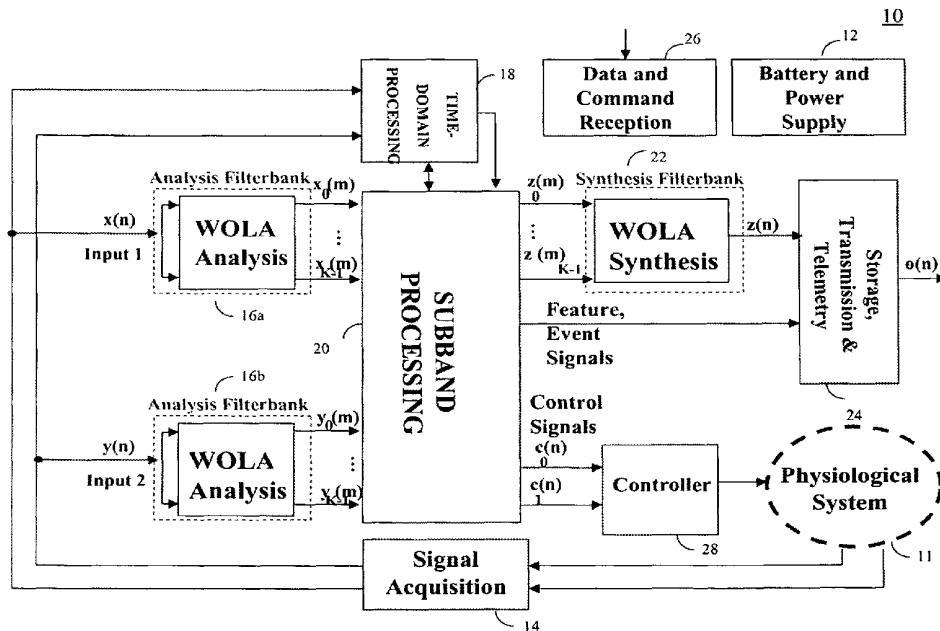 10
26
12
Data and
Command
Reception
Battery and
Power
Supply
18
TIME-
DOMAIN
PROCESSING
22
Analysis Filterbank
Synthesis Filterbank
x(n)
Input 1
WOLA
Analysis
x0(m)
...
x(m)
K-1
16a
20
SUBBAND
PROCESSING
z(m)
0
...
z (m)
K-1
WOLA
Synthesis
z(n)
Storage,
Transmission &
Telemetry
o(n)
Feature,
Event
Signals
24
16b
Analysis Filterbank
y(n)
Input 2
WOLA
Analysis
y0(m)
...
y(m)
K-1
Control
Signals
c(n)
0
c(n)
1
Controller
28
Physiological
System
11
Signal
Acquisition
14